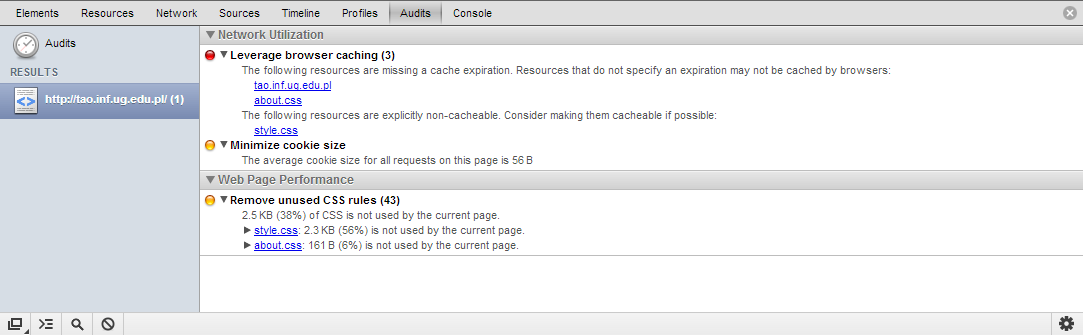 Elements Resources Network Sources Timeline Profiles Audits Console
Audits
RESULTS
http://tao.inf.ug.edu.pl/ (1)
Network Utilization
Leverage browser caching (3)
The following resources are missing a cache expiration. Resources that do not specify an expiration may not be cached by browsers:
tao.inf.ug.edu.pl
about.css
The following resources are explicitly non-cacheable. Consider making them cacheable if possible:
style.css
Minimize cookie size
The average cookie size for all requests on this page is 56 B
Web Page Performance
Remove unused CSS rules (43)
2.5 KB (38%) of CSS is not used by the current page.
style.css: 2.3 KB (56%) is not used by the current page.
about.css: 161 B (6%) is not used by the current page.